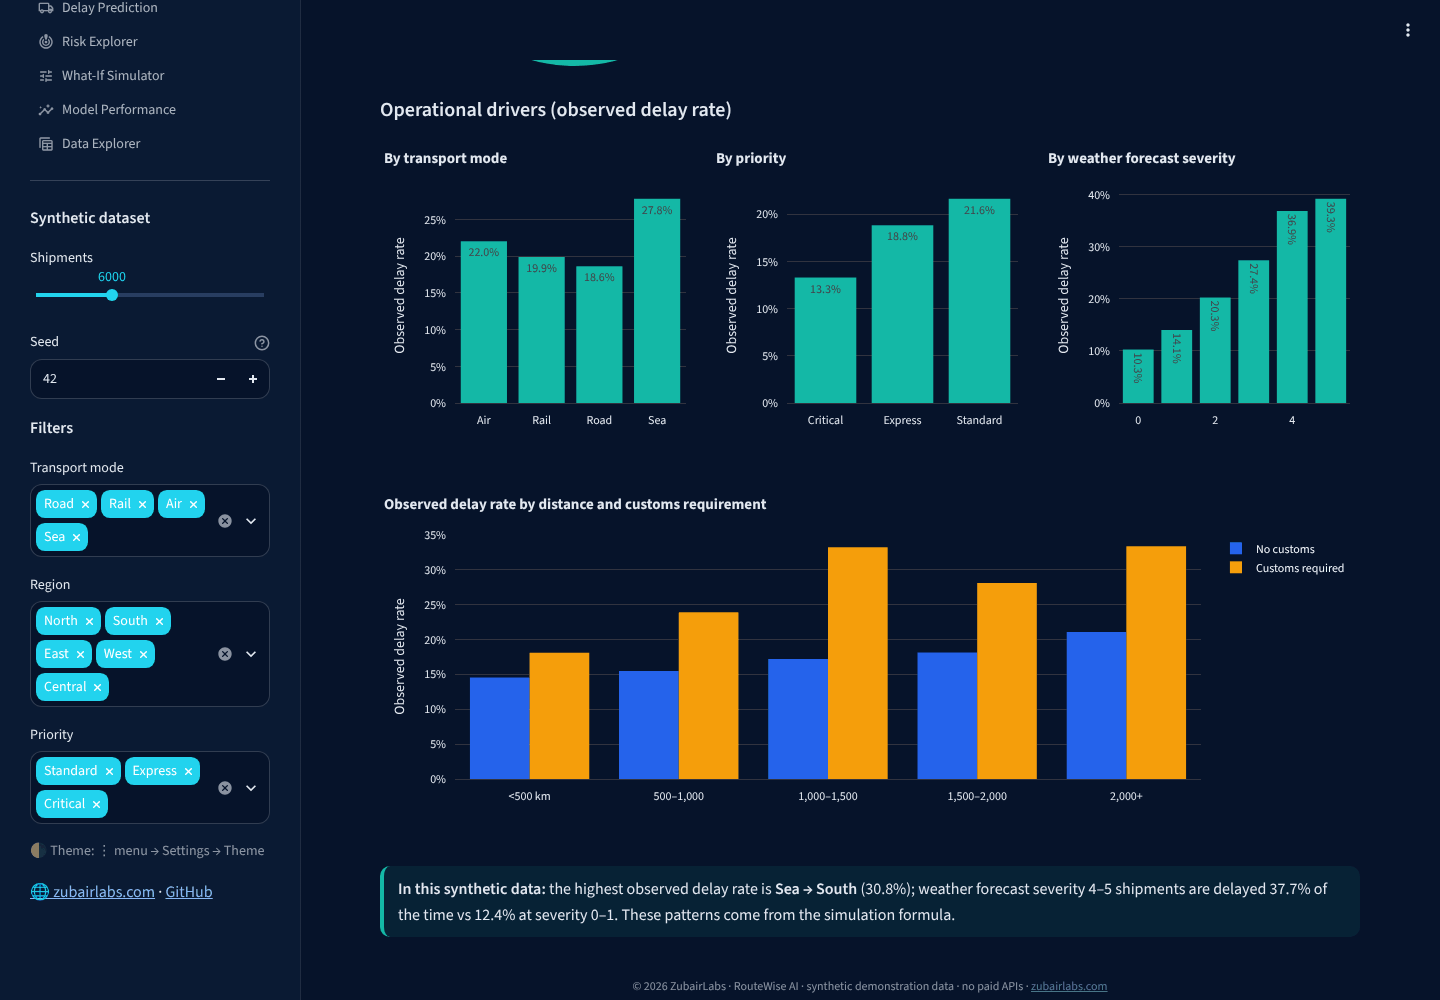 Delay Prediction
Risk Explorer
What-If Simulator
Model Performance
Data Explorer
Synthetic dataset
Shipments
6000
Seed
42
Filters
Transport mode
Road
Rail
Air
Sea
Region
North
South
East
West
Central
Priority
Standard
Express
Critical
Theme: ⋮ menu → Settings → Theme
🌐 zubairlabs.com · GitHub
Operational drivers (observed delay rate)
By transport mode
Observed delay rate
25%
20%
15%
10%
5%
0%
22.0%
19.9%
18.6%
27.8%
Air
Rail
Road
Sea
By priority
Observed delay rate
20%
15%
10%
5%
0%
13.3%
18.8%
21.6%
Critical
Express
Standard
By weather forecast severity
Observed delay rate
40%
30%
20%
10%
0%
10.3%
14.1%
20.3%
27.4%
36.9%
39.3%
0
2
4
Observed delay rate by distance and customs requirement
Observed delay rate
35%
30%
25%
20%
15%
10%
5%
0%
<500 km
500–1,000
1,000–1,500
1,500–2,000
2,000+
No customs
Customs required
In this synthetic data: the highest observed delay rate is Sea → South (30.8%); weather forecast severity 4–5 shipments are delayed 37.7% of
the time vs 12.4% at severity 0–1. These patterns come from the simulation formula.
© 2026 ZubairLabs · RouteWise AI · synthetic demonstration data · no paid APIs · zubairlabs.com